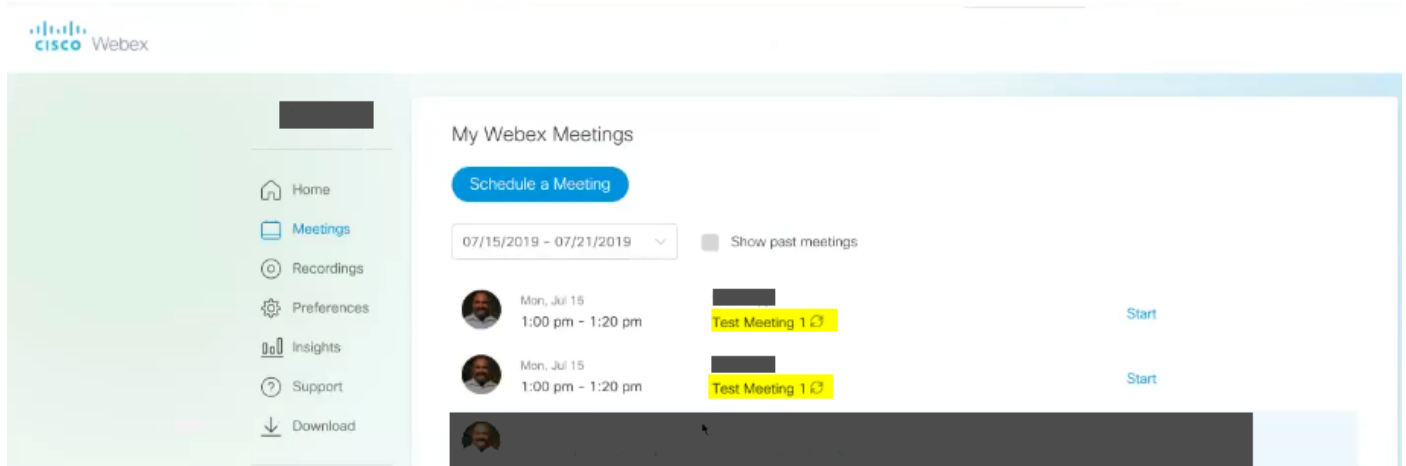 CISCO Webex
My Webex Meetings
Schedule a Meeting
Home
Meetings
Recordings
Preferences
Insights
Support
Download
07/15/2019 - 07/21/2019
Show past meetings
Mon, Jul 15
1:00 pm - 1:20 pm
Test Meeting 1
Start
Mon, Jul 15
1:00 pm - 1:20 pm
Test Meeting 1
Start